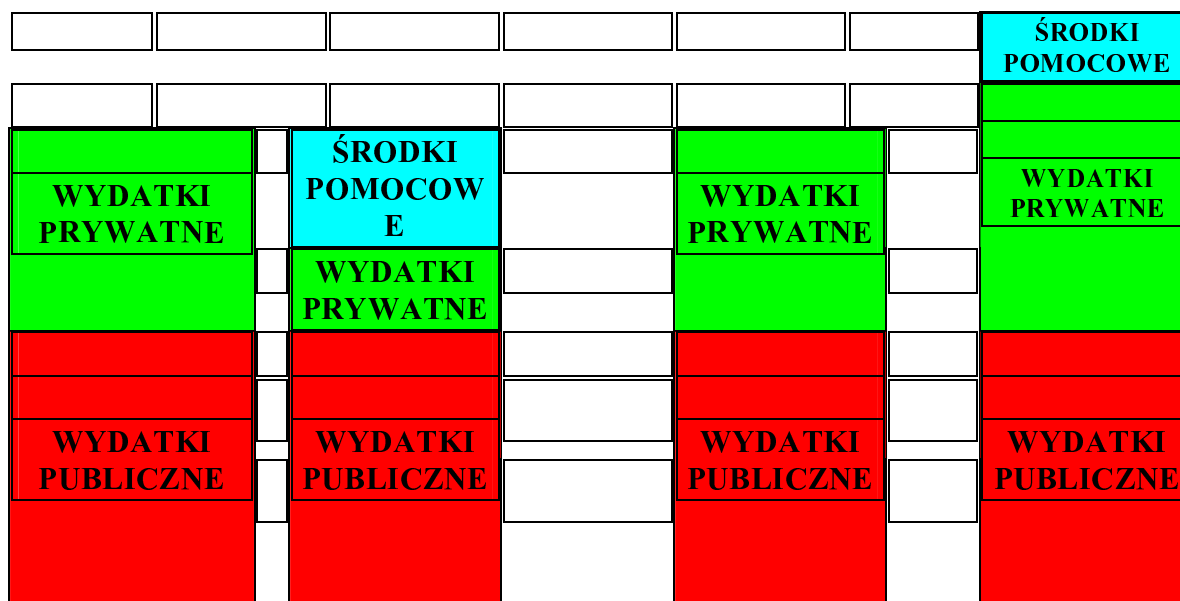 ŚRODKI
POMOCOWE
WYDATKI
PRYWATNE
ŚRODKI
POMOCOW
E
WYDATKI
PRYWATNE
WYDATKI
PRYWATNE
WYDATKI
PRYWATNE
WYDATKI
PUBLICZNE
WYDATKI
PUBLICZNE
WYDATKI
PUBLICZNE
WYDATKI
PUBLICZNE